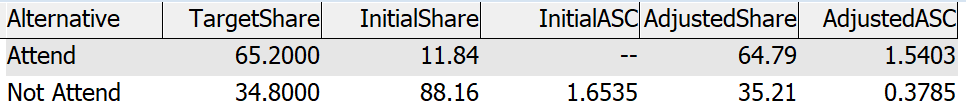 Alternative TargetShare InitialShare InitialASC AdjustedShare AdjustedASC
Attend 65.2000 11.84 -- 64.79 1.5403
Not Attend 34.8000 88.16 1.6535 35.21 0.3785